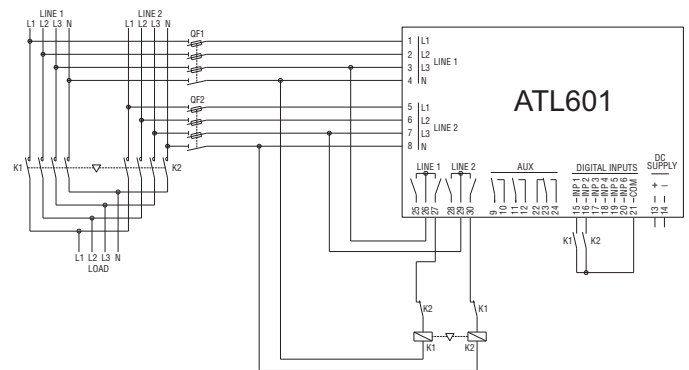 LINE 1
L1 L2 L3 N
LINE 2
L1 L2 L3 N
QF1
1 L1
2 L2
3 L3
4 N
LINE 1
QF2
5 L1
6 L2
7 L3
8 N
LINE 2
ATL601
K1
K2
L1 L2 L3 N
LOAD
LINE 1
25
26
27
LINE 2
28
29
30
AUX
9
10
11
12
22
23
24
DIGITAL INPUTS
15 -INP.1
16 -INP.2
17 -INP.3
18 -INP.4
19 -INP.5
20 -INP.6
21 -COM
DC
SUPPLY
+ –
13
14
K1
K2
K2
K1
K1
K2